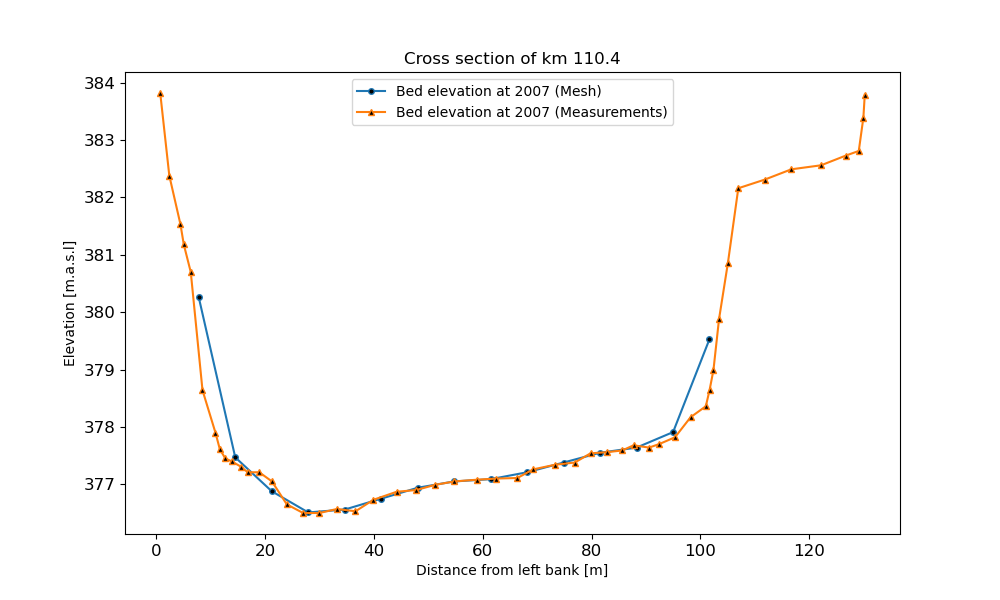 Cross section of km 110.4
Bed elevation at 2007 (Mesh)
Bed elevation at 2007 (Measurements)
384
383
382
381
380
379
378
377
Elevation [m.a.s.l]
0 20 40 60 80 100 120
Distance from left bank [m]